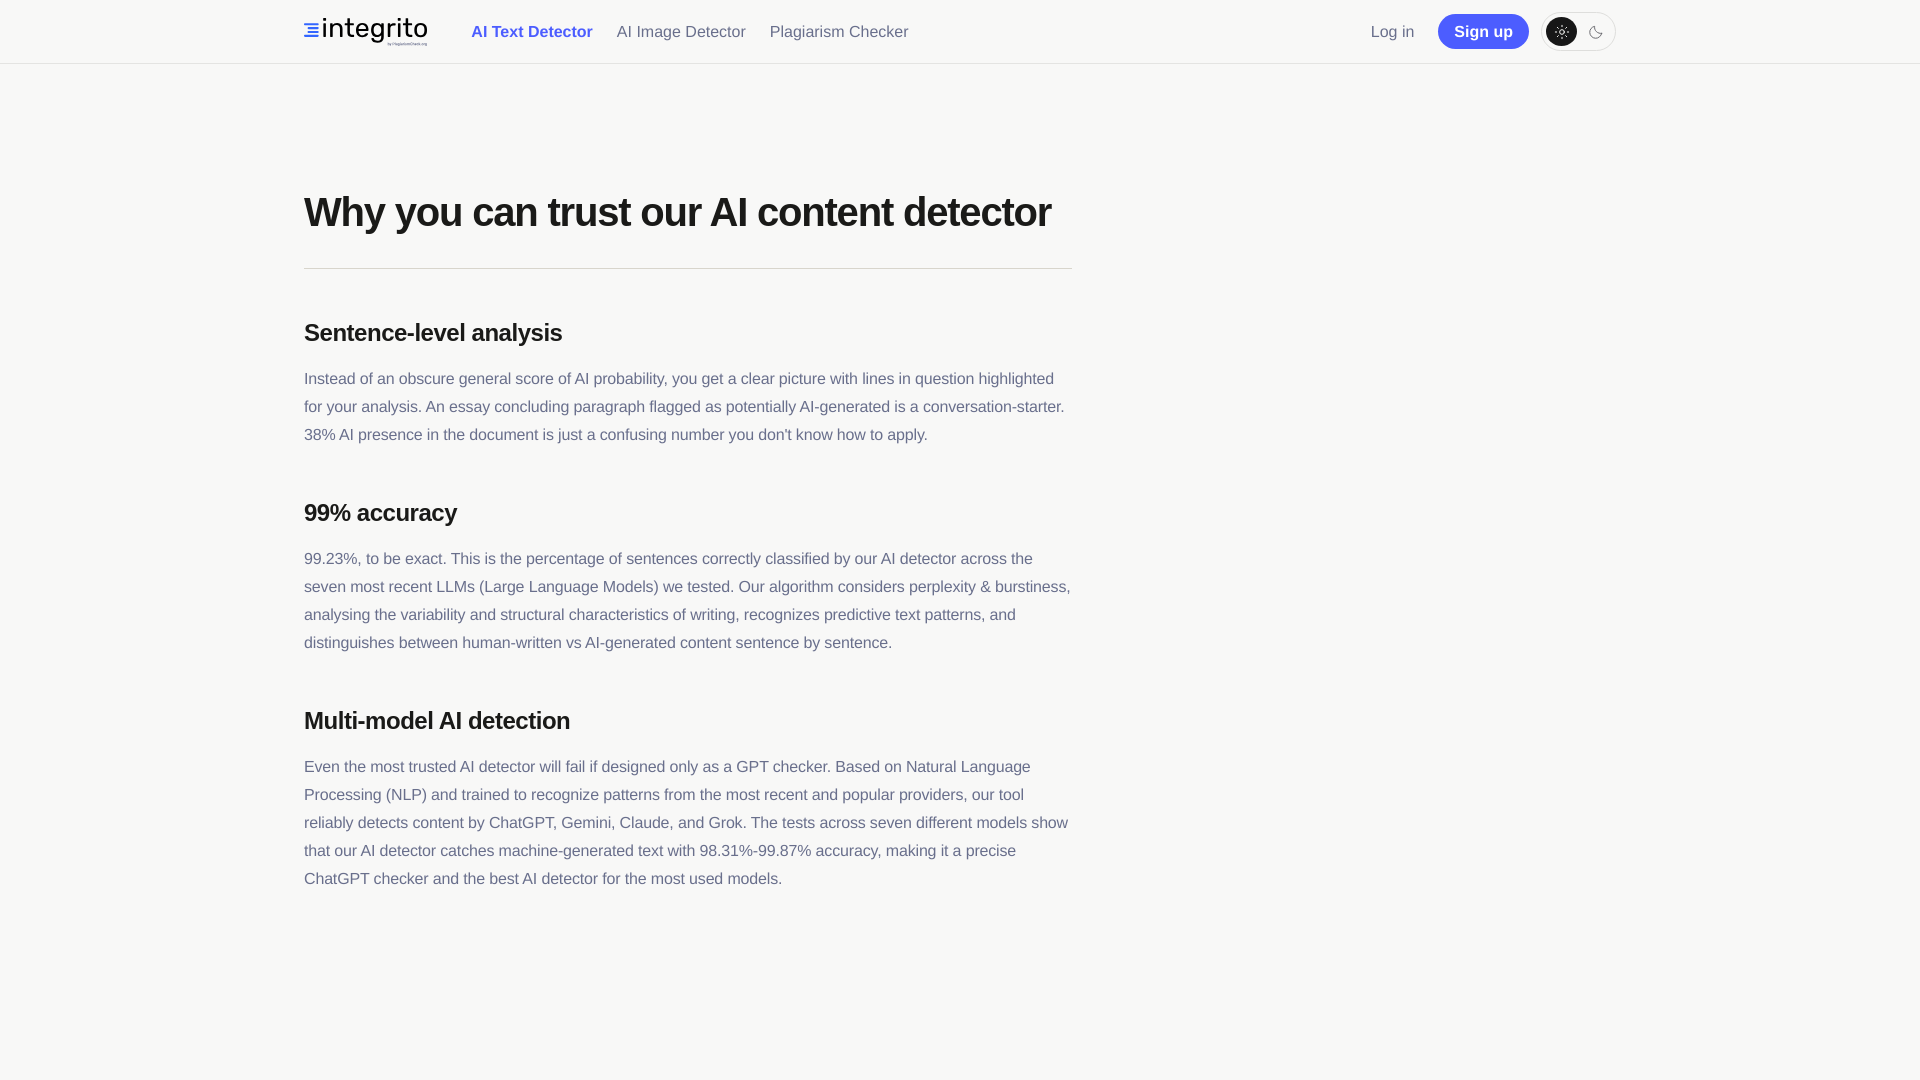 integrito
by PlagiarismCheck.org
AI Text Detector
AI Image Detector
Plagiarism Checker
Log in
Sign up
Why you can trust our AI content detector
Sentence-level analysis
Instead of an obscure general score of AI probability, you get a clear picture with lines in question highlighted
for your analysis. An essay concluding paragraph flagged as potentially AI-generated is a conversation-starter.
38% AI presence in the document is just a confusing number you don't know how to apply.
99% accuracy
99.23%, to be exact. This is the percentage of sentences correctly classified by our AI detector across the
seven most recent LLMs (Large Language Models) we tested. Our algorithm considers perplexity & burstiness,
analysing the variability and structural characteristics of writing, recognizes predictive text patterns, and
distinguishes between human-written vs AI-generated content sentence by sentence.
Multi-model AI detection
Even the most trusted AI detector will fail if designed only as a GPT checker. Based on Natural Language
Processing (NLP) and trained to recognize patterns from the most recent and popular providers, our tool
reliably detects content by ChatGPT, Gemini, Claude, and Grok. The tests across seven different models show
that our AI detector catches machine-generated text with 98.31%-99.87% accuracy, making it a precise
ChatGPT checker and the best AI detector for the most used models.